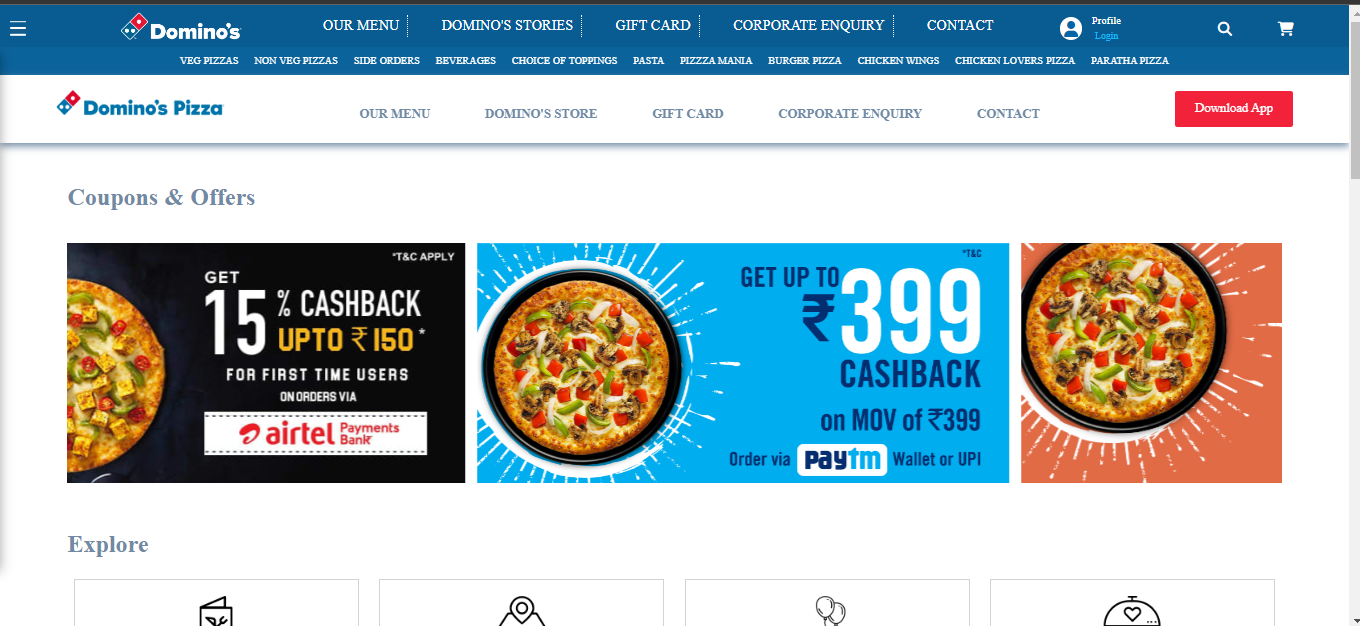 Domino's
OUR MENU
DOMINO'S STORIES
GIFT CARD
CORPORATE ENQUIRY
CONTACT
Profile
Login
VEG PIZZAS
NON VEG PIZZAS
SIDE ORDERS
BEVERAGES
CHOICE OF TOPPINGS
PASTA
PIZZZA MANIA
BURGER PIZZA
CHICKEN WINGS
CHICKEN LOVERS PIZZA
PARATHA PIZZA
Domino's Pizza
OUR MENU
DOMINO'S STORE
GIFT CARD
CORPORATE ENQUIRY
CONTACT
Download App
Coupons & Offers
*T&C APPLY
GET
15% CASHBACK
UPTO ₹150*
FOR FIRST TIME USERS
ON ORDERS VIA
airtel Payments
Bank
*T&C
GET UP TO
₹399
CASHBACK
on MOV of ₹399
Order via paytm Wallet or UPI
Explore